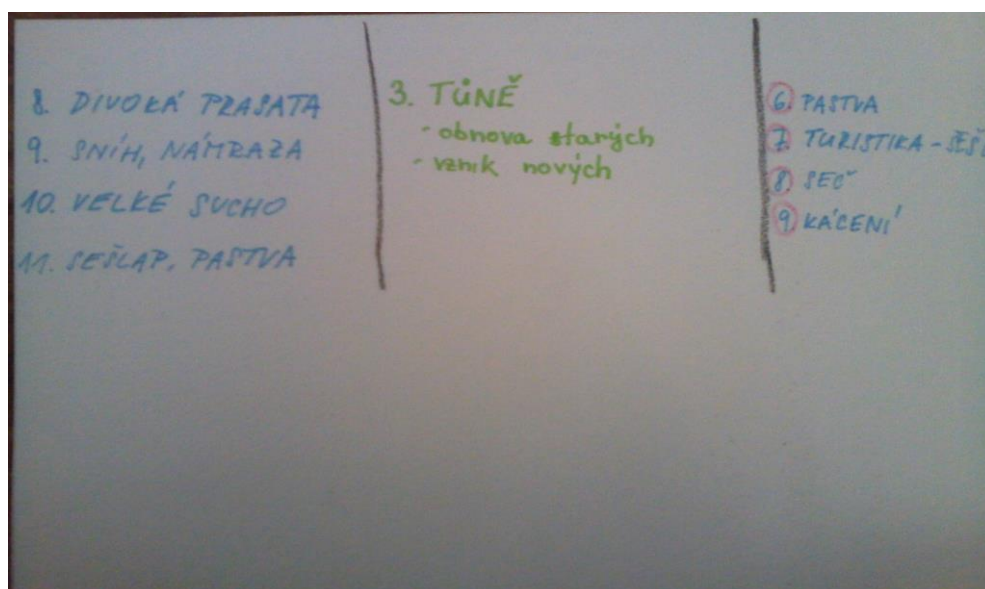 8. DIVOKÁ PRASATA
9. SNÍH, NÁMRAZA
10. VELKÉ SUCHO
11. SEŠLAP, PASTVA
3. TŮNĚ
- obnova starých
- vznik nových
6. PASTVA
7. TURISTIKA - SEŠL
8. SEČ
9. KÁCENÍ